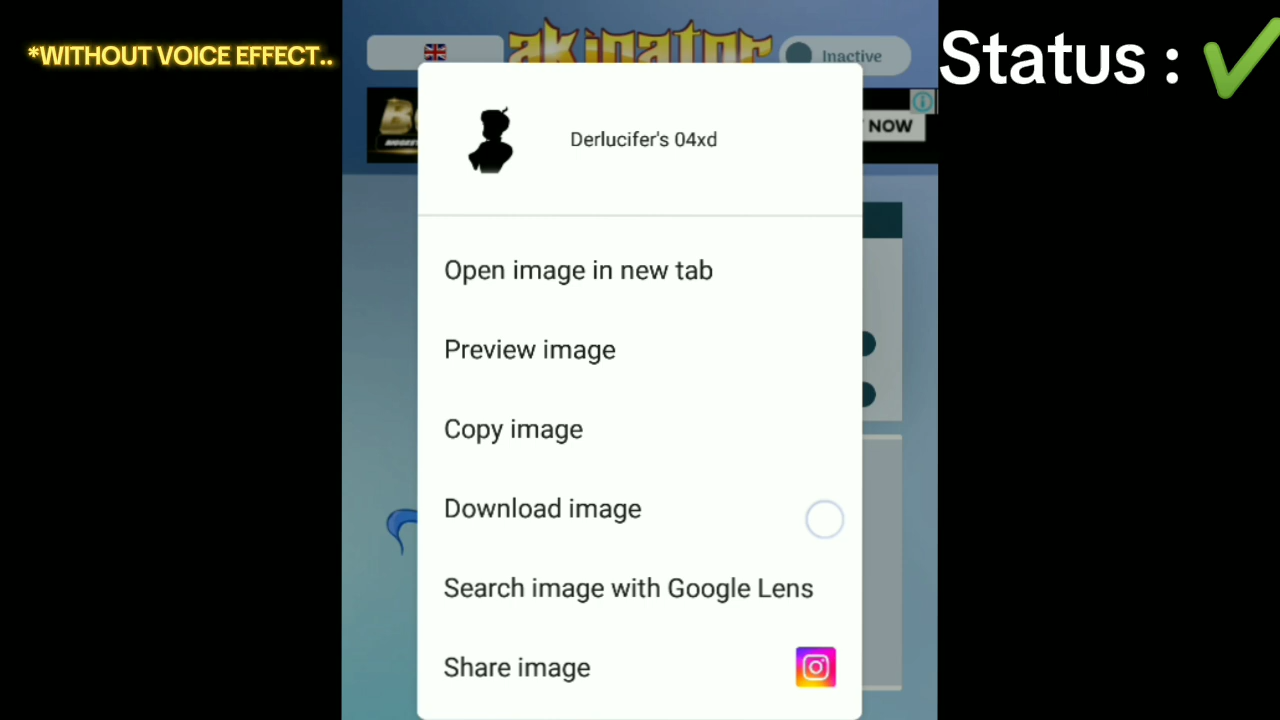 *WITHOUT VOICE EFFECT..
Status : ✔
akinator
Inactive
NOW
Derlucifer's 04xd
Open image in new tab
Preview image
Copy image
Download image
Search image with Google Lens
Share image